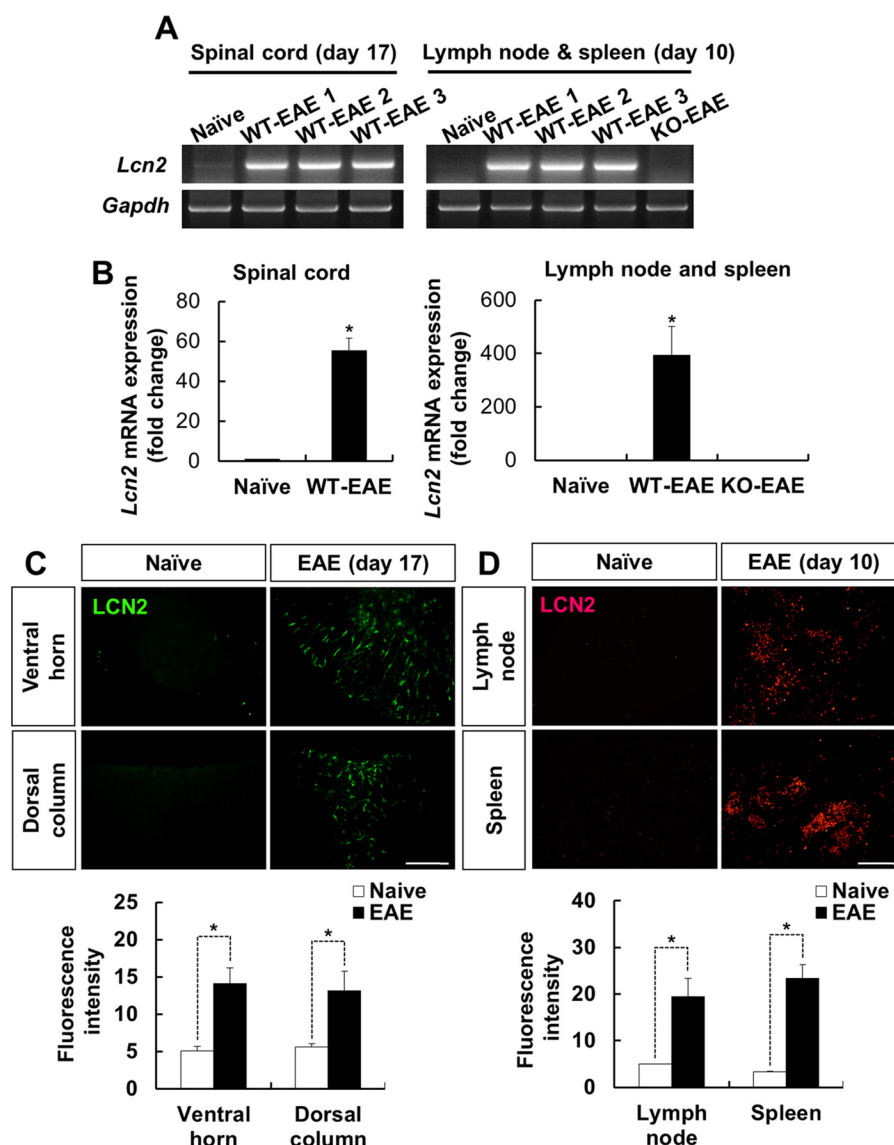 A
Spinal cord (day 17)
Lymph node & spleen (day 10)
Naïve
WT-EAE 1
WT-EAE 2
WT-EAE 3
Naïve
WT-EAE 1
WT-EAE 2
WT-EAE 3
KO-EAE
Lcn2
Gapdh
B
Spinal cord
Lcn2 mRNA expression
(fold change)
80
60
40
20
0
*
Naïve WT-EAE
Lymph node and spleen
Lcn2 mRNA expression
(fold change)
600
400
200
0
*
Naïve WT-EAE KO-EAE
C
Naïve
EAE (day 17)
Ventral
horn
LCN2
Dorsal
column
Fluorescence
intensity
25
20
15
10
5
0
Naive
EAE
*
*
Ventral
horn
Dorsal
column
D
Naïve
EAE (day 10)
Lymph
node
LCN2
Spleen
Fluorescence
intensity
40
30
20
10
0
Naive
EAE
*
*
Lymph
node
Spleen